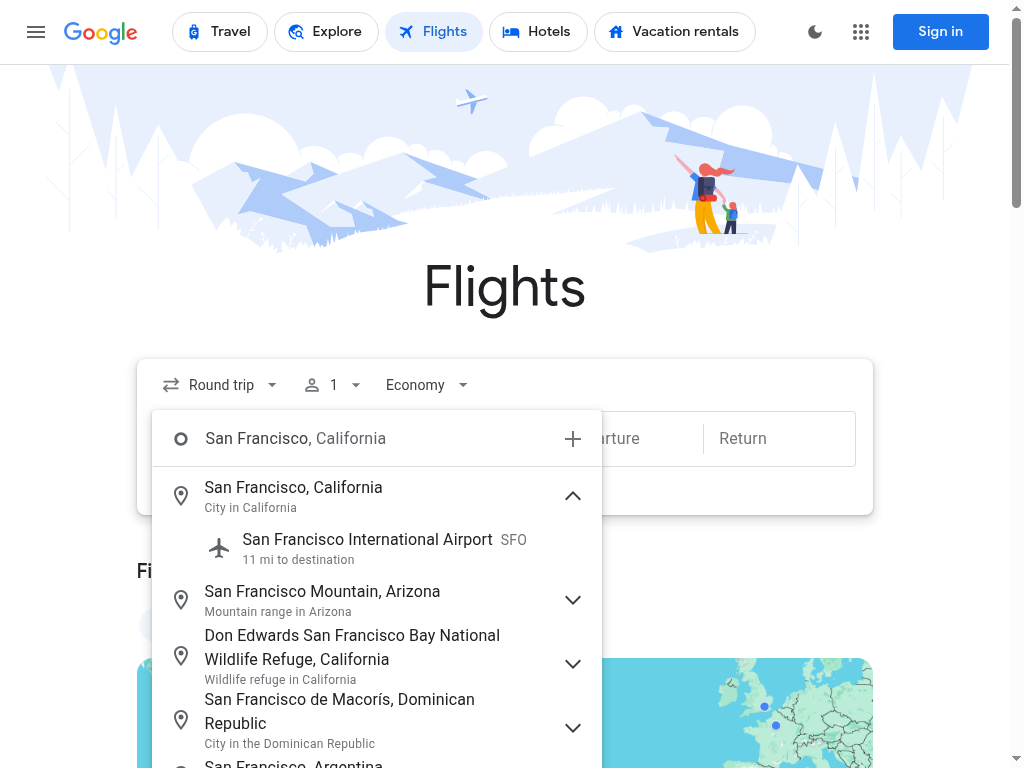 Google
Travel
Explore
Flights
Hotels
Vacation rentals
Sign in
Flights
Round trip
1
Economy
San Francisco, California
Return
San Francisco, California
City in California
San Francisco International Airport SFO
11 mi to destination
San Francisco Mountain, Arizona
Mountain range in Arizona
Don Edwards San Francisco Bay National
Wildlife Refuge, California
Wildlife refuge in California
San Francisco de Macorís, Dominican
Republic
City in the Dominican Republic
San Francisco, Argentina